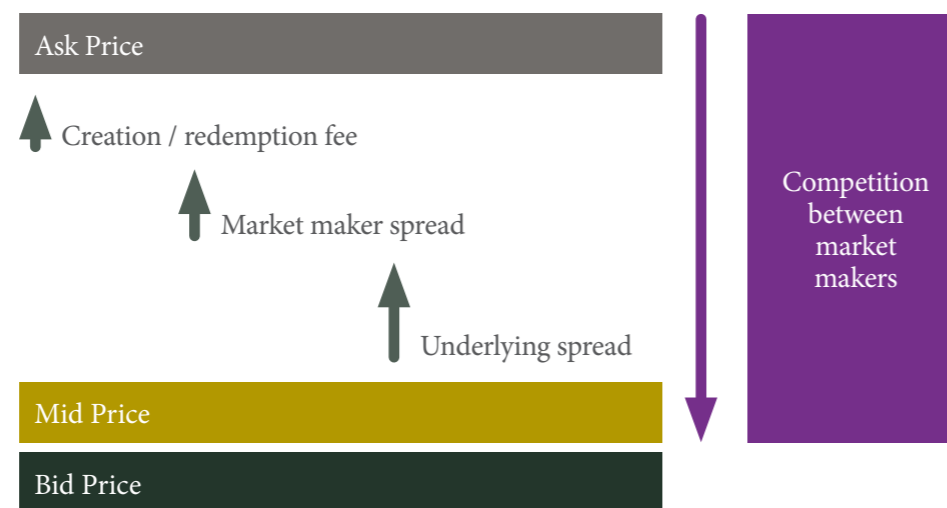 Ask Price
Creation / redemption fee
Market maker spread
Underlying spread
Mid Price
Bid Price
Competition
between
market
makers